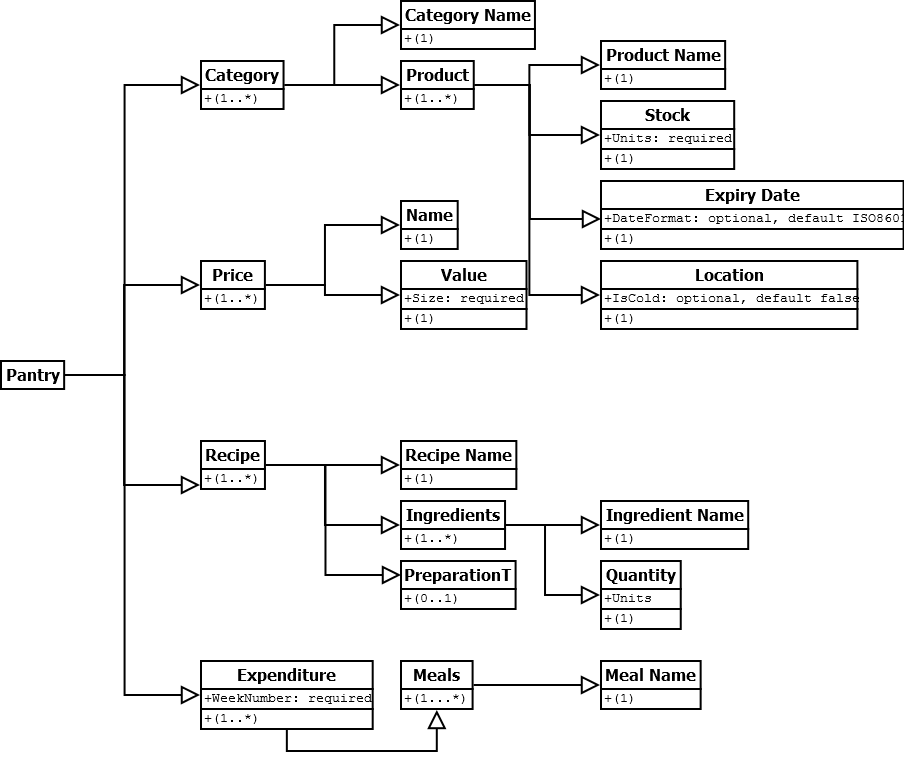 Category Name
+(1)
Category
+(1..*)
Product
+(1..*)
Product Name
+(1)
Stock
+Units: required
+(1)
Expiry Date
+DateFormat: optional, default ISO8601
+(1)
Name
+(1)
Price
+(1..*)
Value
+Size: required
+(1)
Location
+IsCold: optional, default false
+(1)
Pantry
Recipe
+(1..*)
Recipe Name
+(1)
Ingredients
+(1..*)
Ingredient Name
+(1)
PreparationT
+(0..1)
Quantity
+Units
+(1)
Expenditure
+WeekNumber: required
+(1..*)
Meals
+(1...*)
Meal Name
+(1)